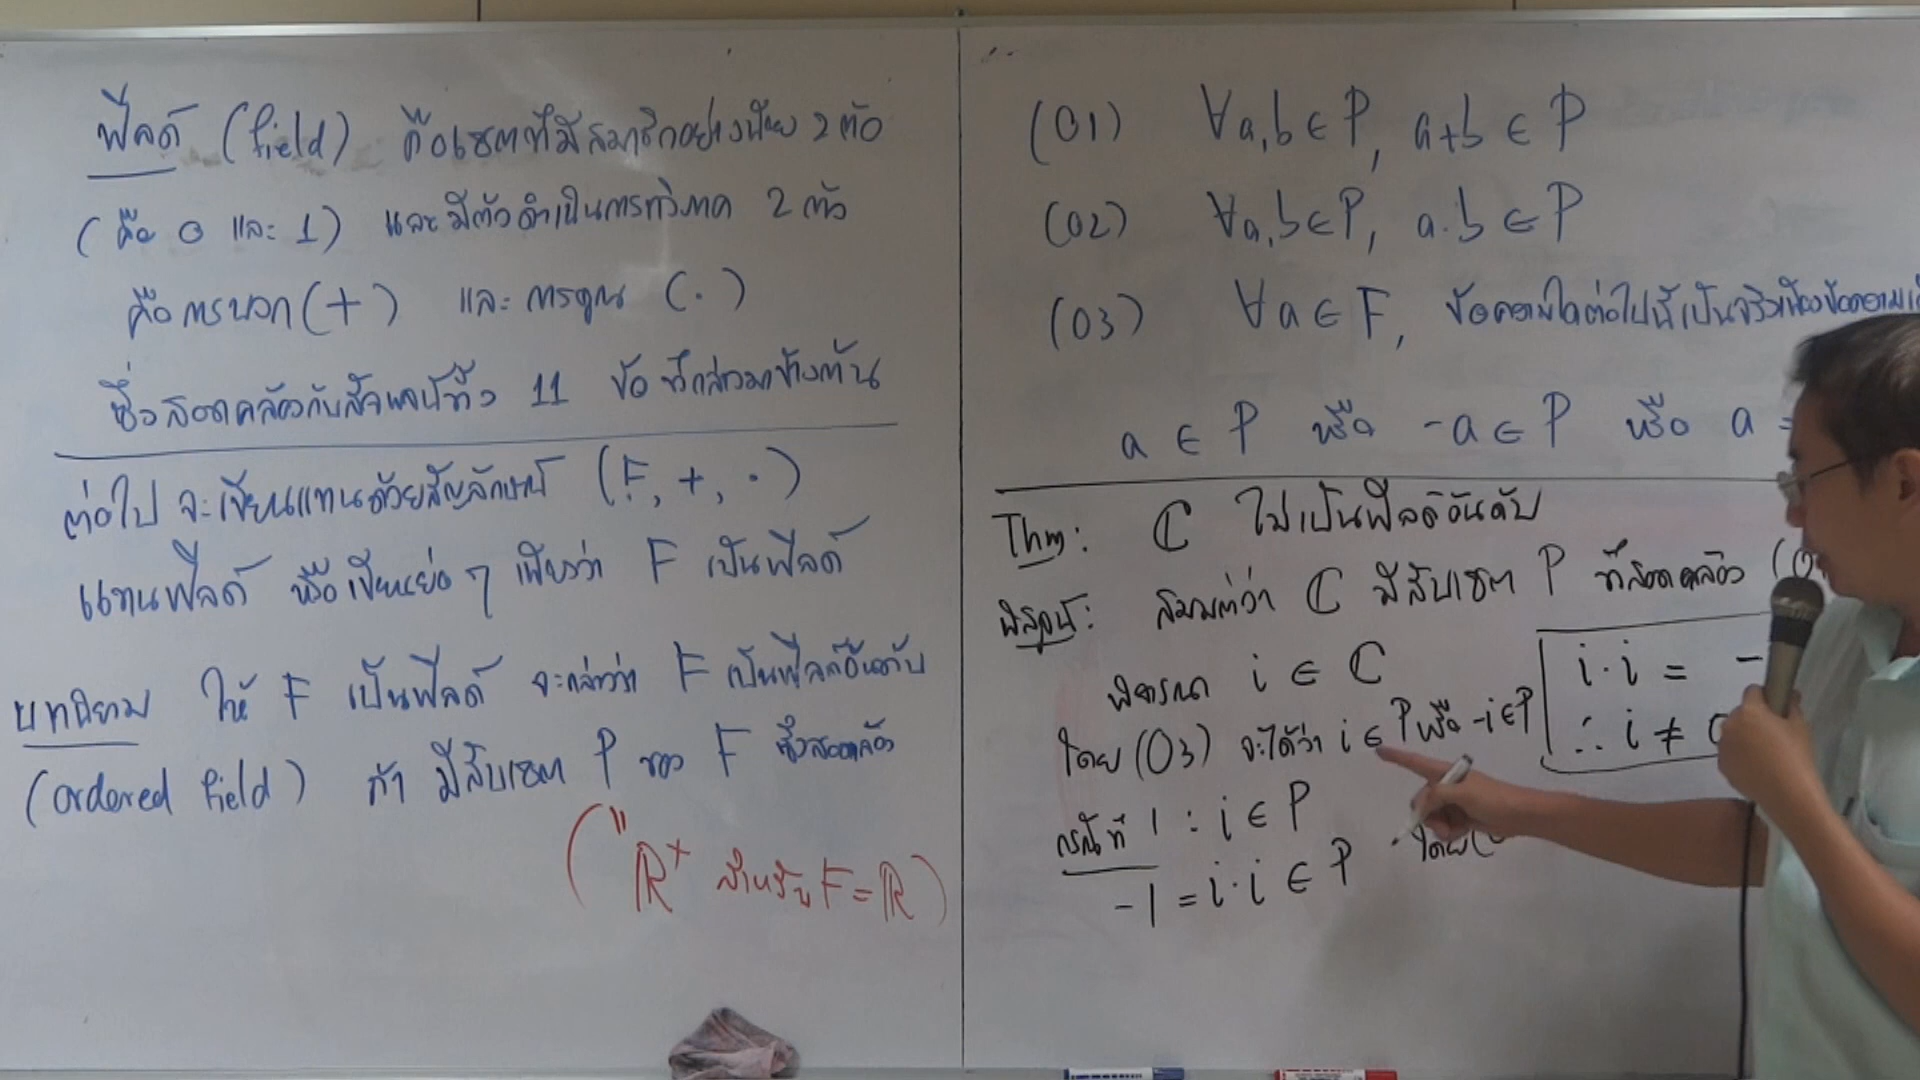 ฟีลด์ (field) คือเซตที่มีสมาชิกอย่างน้อย 2 ตัว
(คือ 0 และ 1) และมีตัวดำเนินการทวิภาค 2 ตัว
คือการบวก (+) และ การคูณ (·)
ซึ่งสอดคล้องกับสัจพจน์ทั้ง 11 ข้อ ที่กล่าวมาข้างต้น
ต่อไป จะเขียนแทนด้วยสัญลักษณ์ (F, +, ·)
แทนฟีลด์ หรือเขียนย่อ ๆ เพียงว่า F เป็นฟีลด์
บทนิยาม ให้ F เป็นฟีลด์ จะกล่าวว่า F เป็นฟีลด์อันดับ
(ordered field) ถ้า มีสับเซต P ของ F ซึ่งสอดคล้อง
(" ℝ⁺ สำหรับ F = ℝ)
(O1) ∀a,b ∈ P, a+b ∈ P
(O2) ∀a,b ∈ P, a·b ∈ P
(O3) ∀a ∈ F, ข้อความใดต่อไปนี้เป็นจริงเพียงข้อความ
a ∈ P หรือ -a ∈ P หรือ a =
Thm: ℂ ไม่เป็นฟีลด์อันดับ
พิสูจน์: สมมติว่า ℂ มีสับเซต P ที่สอดคล้อง (O
พิจารณา i ∈ ℂ
โดย (O3) จะได้ว่า i ∈ P หรือ -i ∈ P
i·i = -
∴ i ≠ 0
กรณีที่ 1 : i ∈ P
-1 = i·i ∈ P โดย (